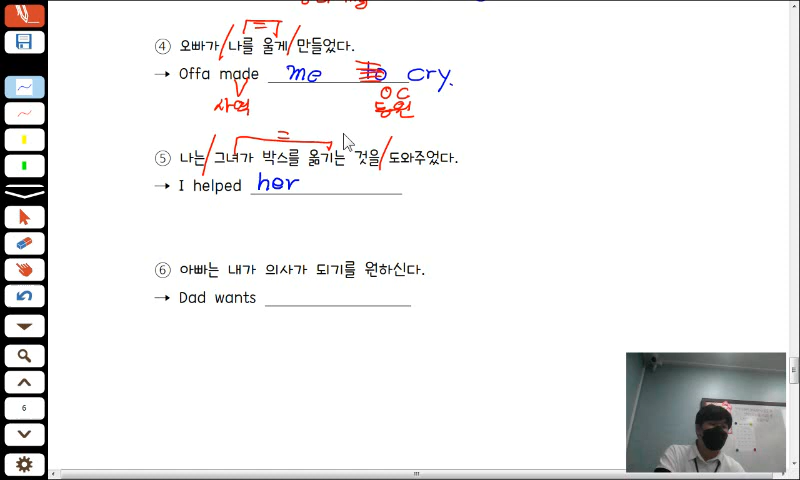 =
④ 오빠가 / 나를 울게 / 만들었다.
→ Offa made me to cry.
사역 O C
동원
=
⑤ 나는 / 그녀가 박스를 옮기는 것을 / 도와주었다.
→ I helped her
⑥ 아빠는 내가 의사가 되기를 원하신다.
→ Dad wants
6